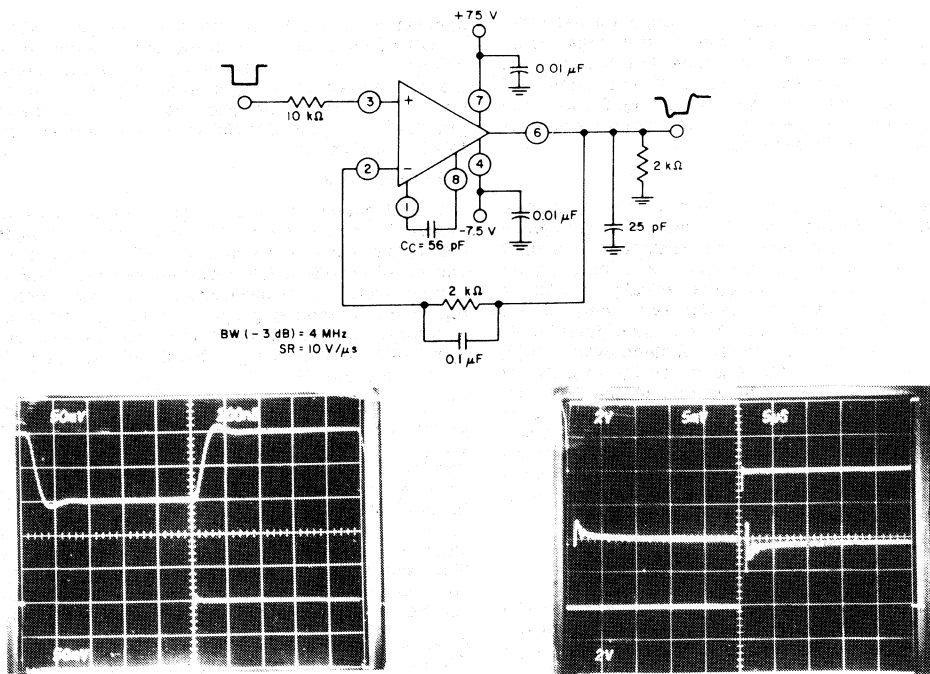 +75 V
0.01 µF
3
+
7
10 kΩ
6
2
−
4
8
2 kΩ
1
0.01 µF
-7.5 V
25 pF
CC = 56 pF
2 kΩ
BW (-3 dB) = 4 MHz
SR = 10 V/µs
0.1 µF
50mV
200nS
2V 5mV 5µS
50mV
2V